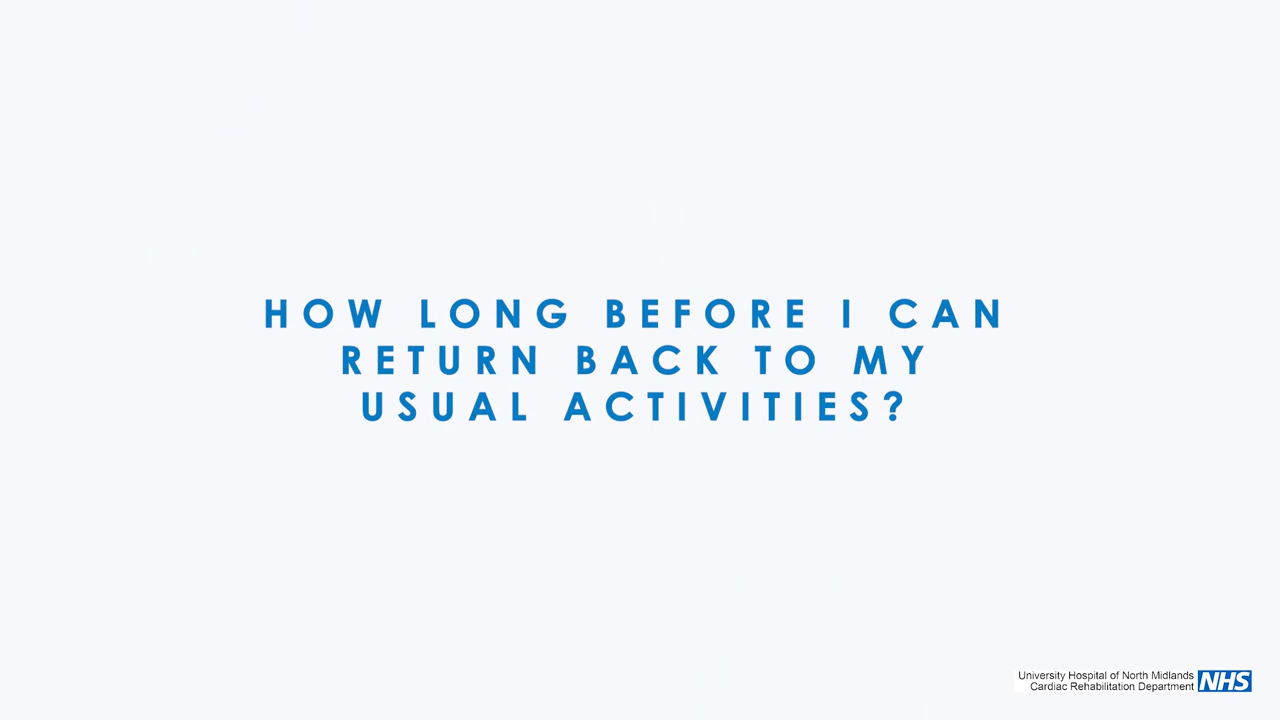 HOW LONG BEFORE I CAN
RETURN BACK TO MY
USUAL ACTIVITIES?
University Hospital of North Midlands
Cardiac Rehabilitation Department
NHS